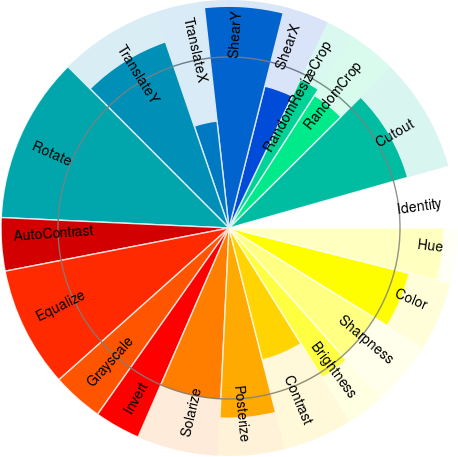 ShearY
ShearX
RandomResizeCrop
RandomCrop
Cutout
Identity
Hue
Color
Sharpness
Brightness
Contrast
Posterize
Solarize
Invert
Grayscale
Equalize
AutoContrast
Rotate
TranslateY
TranslateX